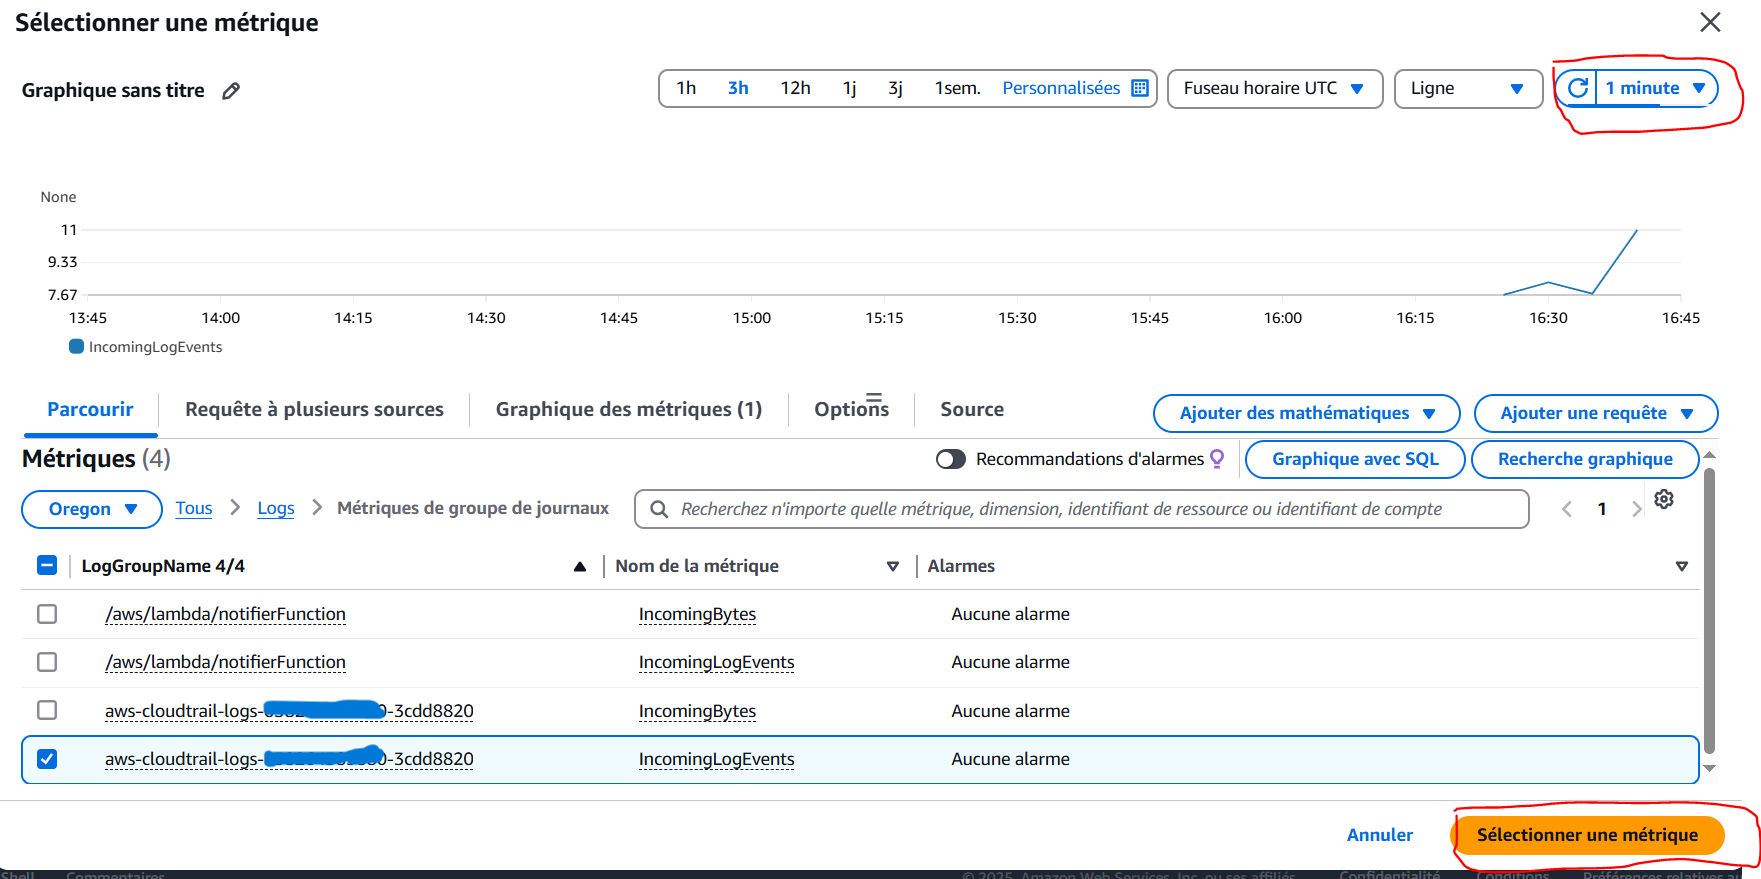 Sélectionner une métrique
Graphique sans titre
1h 3h 12h 1j 3j 1sem. Personnalisées Fuseau horaire UTC Ligne 1 minute
None
11
9.33
7.67
13:45 14:00 14:15 14:30 14:45 15:00 15:15 15:30 15:45 16:00 16:15 16:30 16:45
IncomingLogEvents
Parcourir Requête à plusieurs sources Graphique des métriques (1) Options Source Ajouter des mathématiques Ajouter une requête
Métriques (4) Recommandations d'alarmes Graphique avec SQL Recherche graphique
Oregon Tous Logs Métriques de groupe de journaux Recherchez n'importe quelle métrique, dimension, identifiant de ressource ou identifiant de compte 1
LogGroupName 4/4 Nom de la métrique Alarmes
/aws/lambda/notifierFunction IncomingBytes Aucune alarme
/aws/lambda/notifierFunction IncomingLogEvents Aucune alarme
aws-cloudtrail-logs- -3cdd8820 IncomingBytes Aucune alarme
aws-cloudtrail-logs- -3cdd8820 IncomingLogEvents Aucune alarme
Annuler Sélectionner une métrique
Shell Commentaires © 2025, Amazon Web Services, Inc. ou ses affiliés. Confidentialité Conditions Préférences relatives au